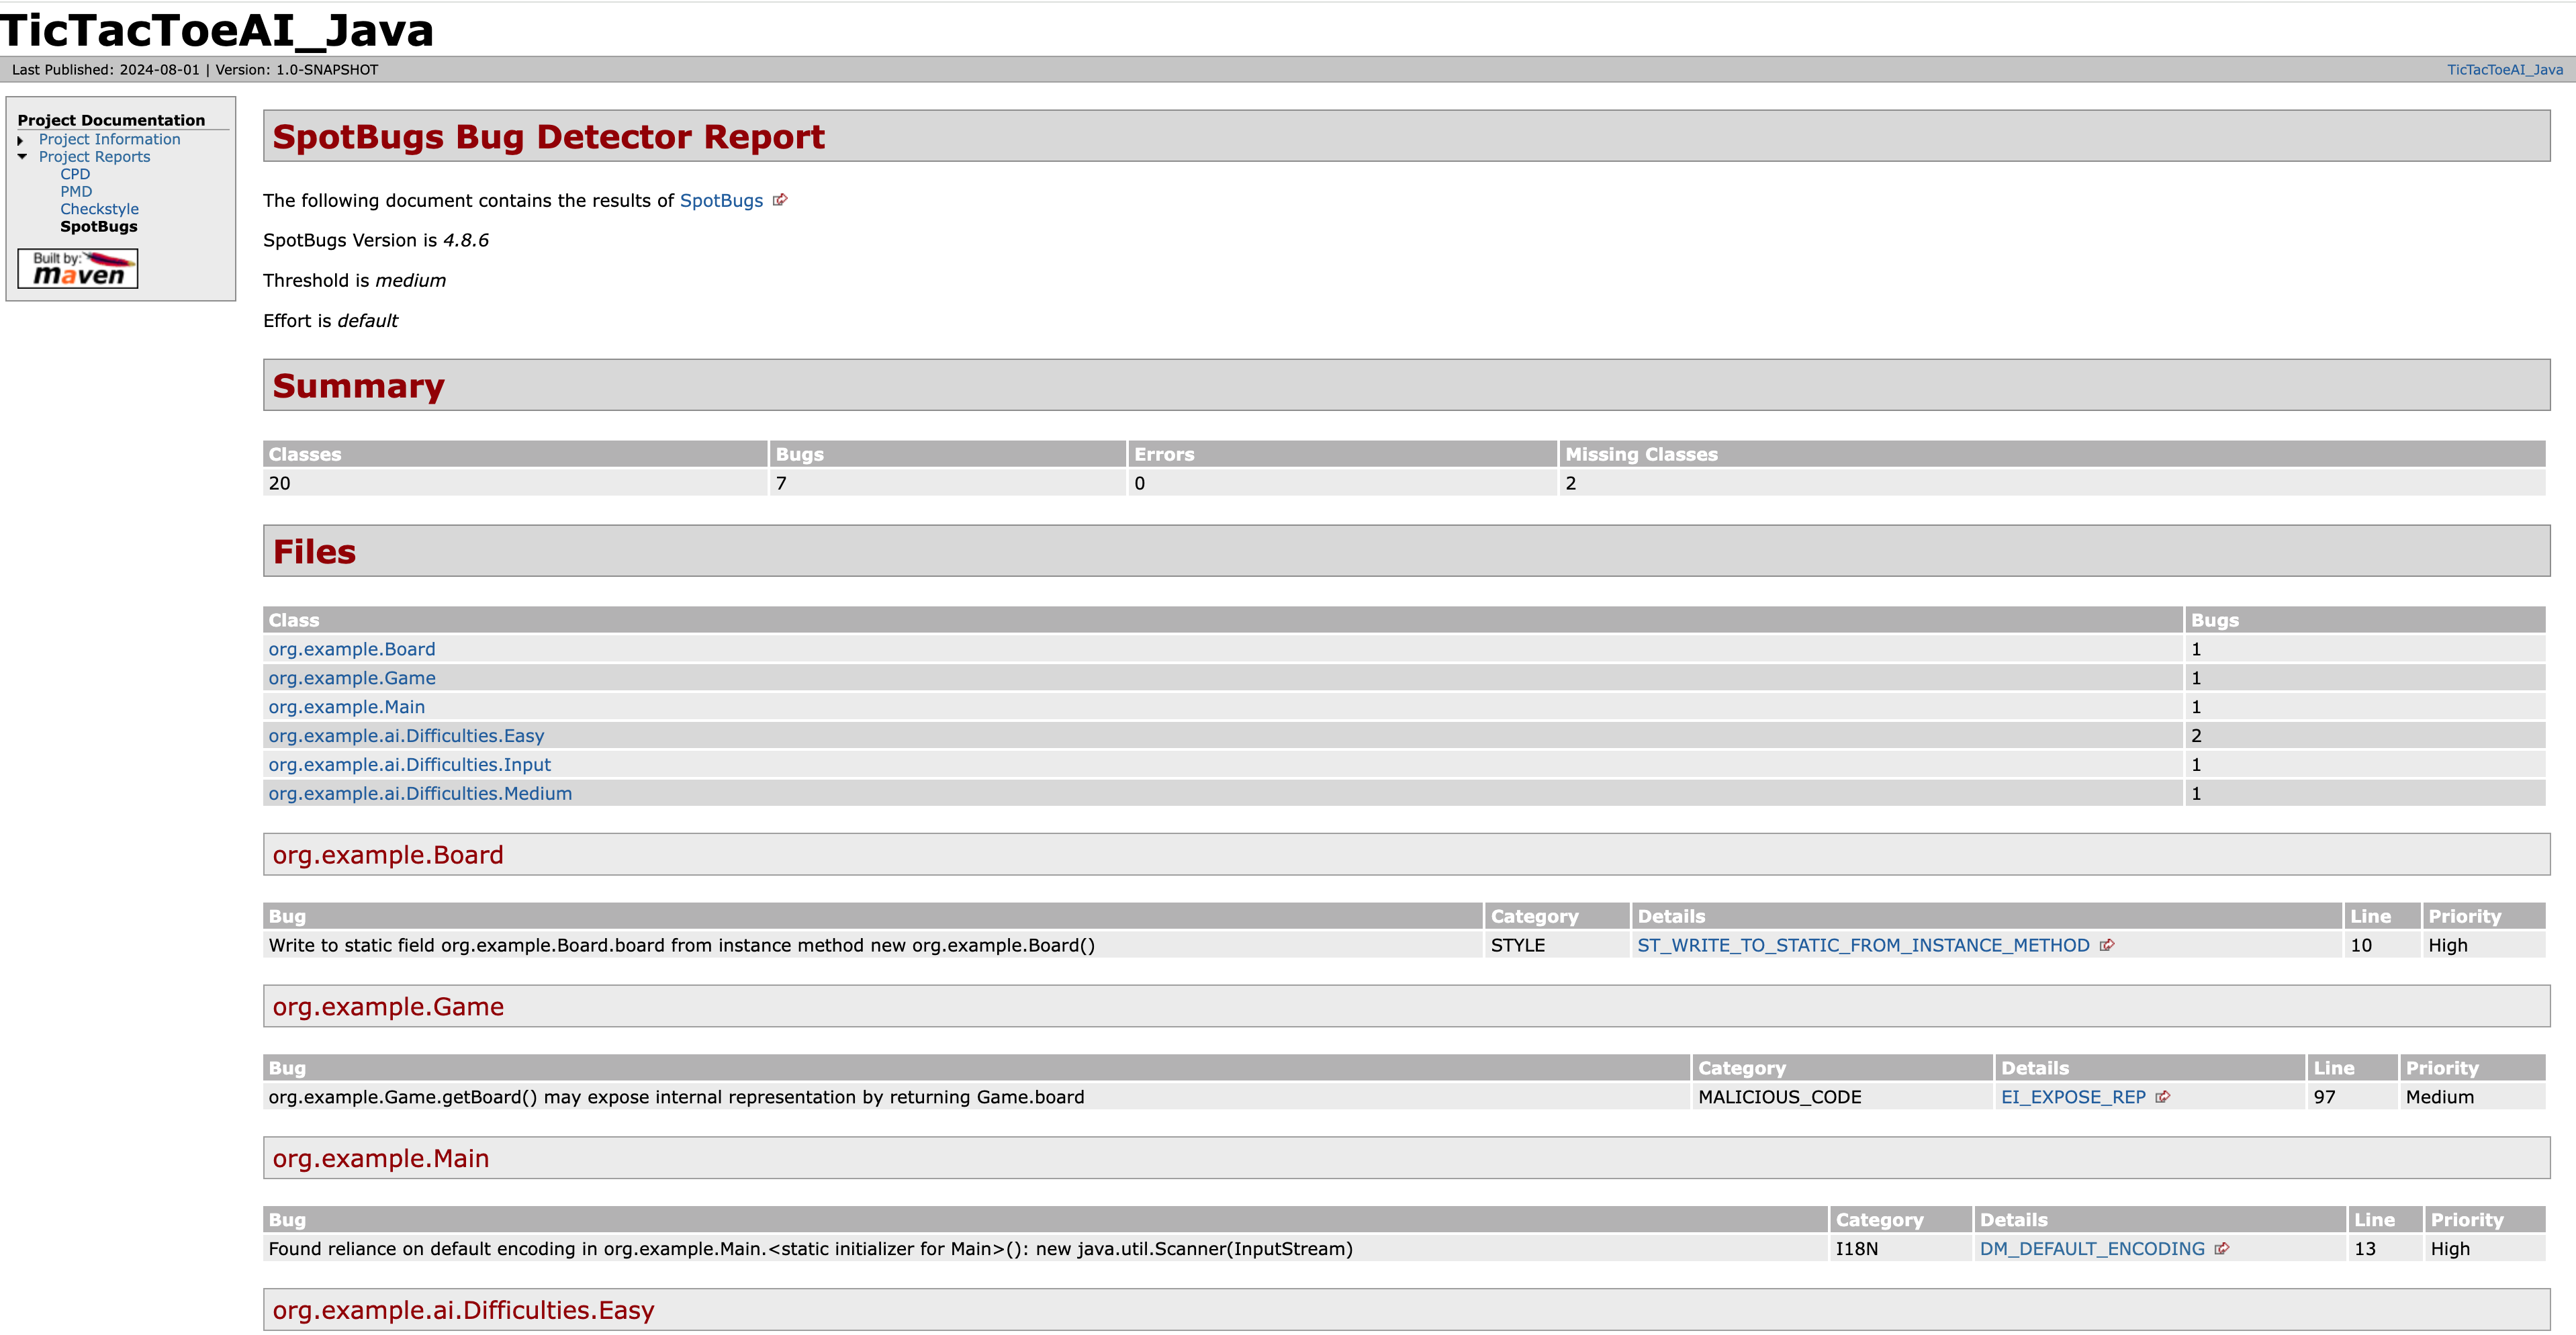 TicTacToeAI_Java
Last Published: 2024-08-01 | Version: 1.0-SNAPSHOT
TicTacToeAI_Java
Project Documentation
Project Information
Project Reports
CPD
PMD
Checkstyle
SpotBugs
Built by:
maven
SpotBugs Bug Detector Report
The following document contains the results of SpotBugs
SpotBugs Version is 4.8.6
Threshold is medium
Effort is default
Summary
Classes Bugs Errors Missing Classes
20 7 0 2
Files
Class Bugs
org.example.Board 1
org.example.Game 1
org.example.Main 1
org.example.ai.Difficulties.Easy 2
org.example.ai.Difficulties.Input 1
org.example.ai.Difficulties.Medium 1
org.example.Board
Bug Category Details Line Priority
Write to static field org.example.Board.board from instance method new org.example.Board() STYLE ST_WRITE_TO_STATIC_FROM_INSTANCE_METHOD 10 High
org.example.Game
Bug Category Details Line Priority
org.example.Game.getBoard() may expose internal representation by returning Game.board MALICIOUS_CODE EI_EXPOSE_REP 97 Medium
org.example.Main
Bug Category Details Line Priority
Found reliance on default encoding in org.example.Main.<static initializer for Main>(): new java.util.Scanner(InputStream) I18N DM_DEFAULT_ENCODING 13 High
org.example.ai.Difficulties.Easy